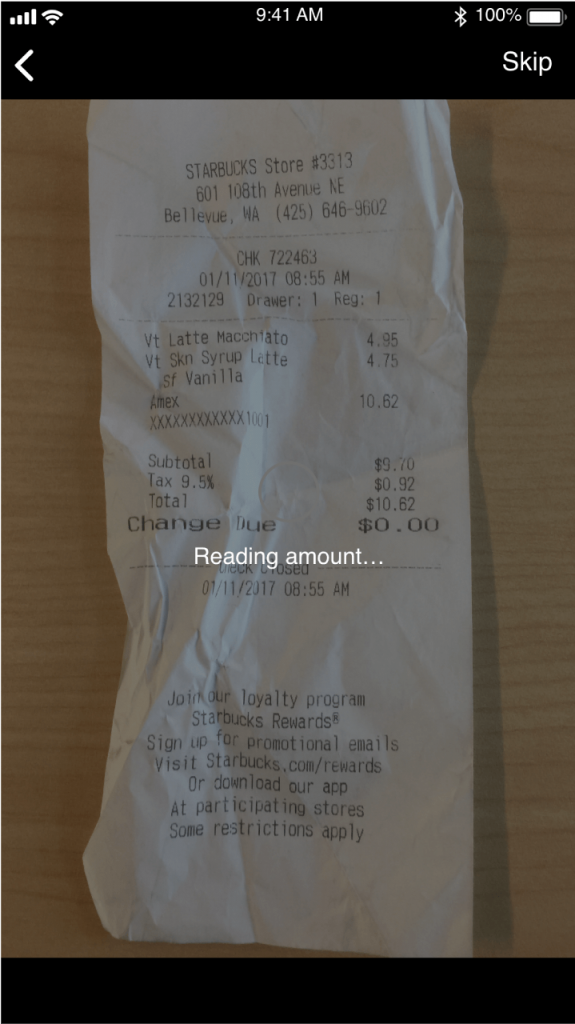 9:41 AM 100%
Skip
STARBUCKS Store #3313
601 108th Avenue NE
Bellevue, WA (425) 646-9602
CHK 722463
01/11/2017 08:55 AM
2132129 Drawer: 1 Reg: 1
Vt Latte Macchiato 4.95
Vt Skn Syrup Latte 4.75
Sf Vanilla
Amex 10.62
XXXXXXXXXXXX1001
Subtotal $9.70
Tax 9.5% $0.92
Total $10.62
Change Due $0.00
Reading amount...
Check Closed
01/11/2017 08:55 AM
Join our loyalty program
Starbucks Rewards®
Sign up for promotional emails
Visit Starbucks.com/rewards
Or download our app
At participating stores
Some restrictions apply